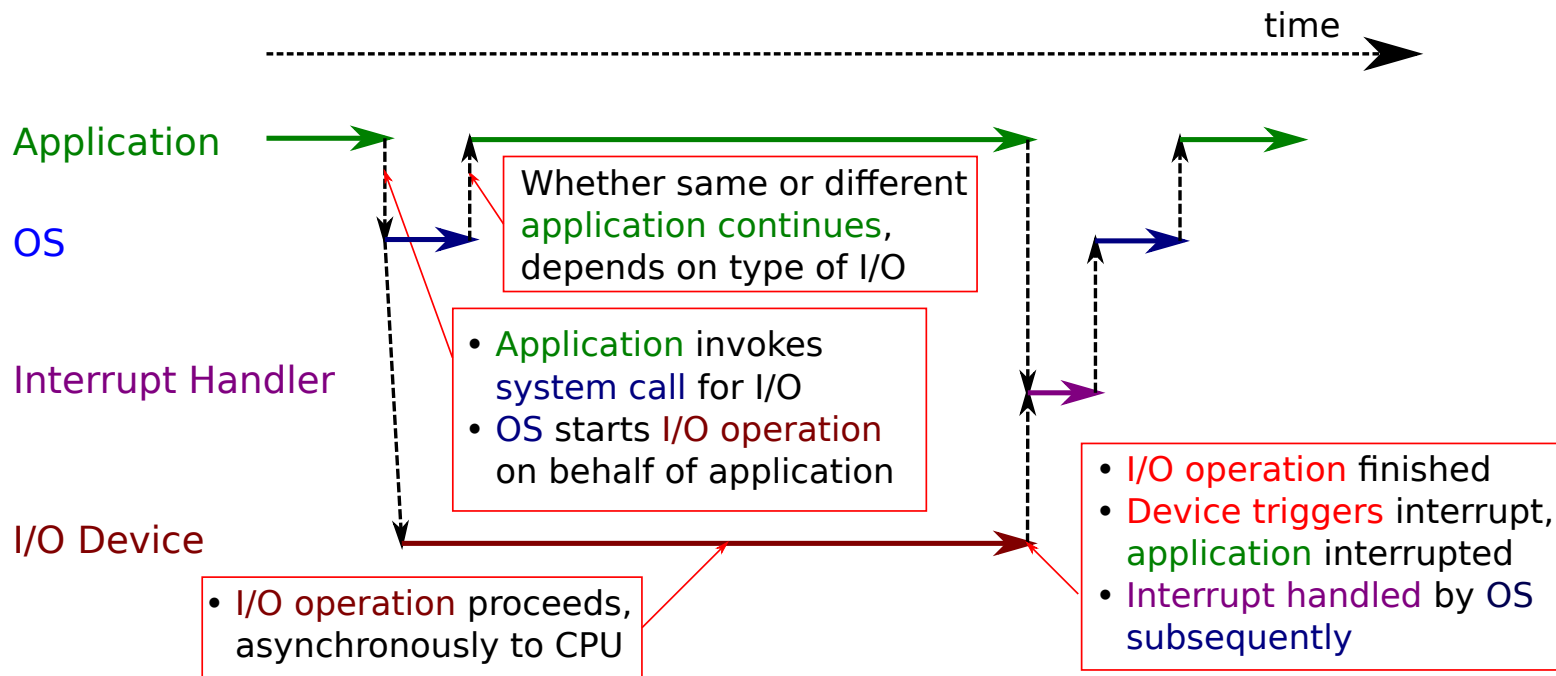 time
Application
Whether same or different
application continues,
depends on type of I/O
OS
• Application invokes
system call for I/O
• OS starts I/O operation
on behalf of application
Interrupt Handler
• I/O operation finished
• Device triggers interrupt,
application interrupted
• Interrupt handled by OS
subsequently
I/O Device
• I/O operation proceeds,
asynchronously to CPU